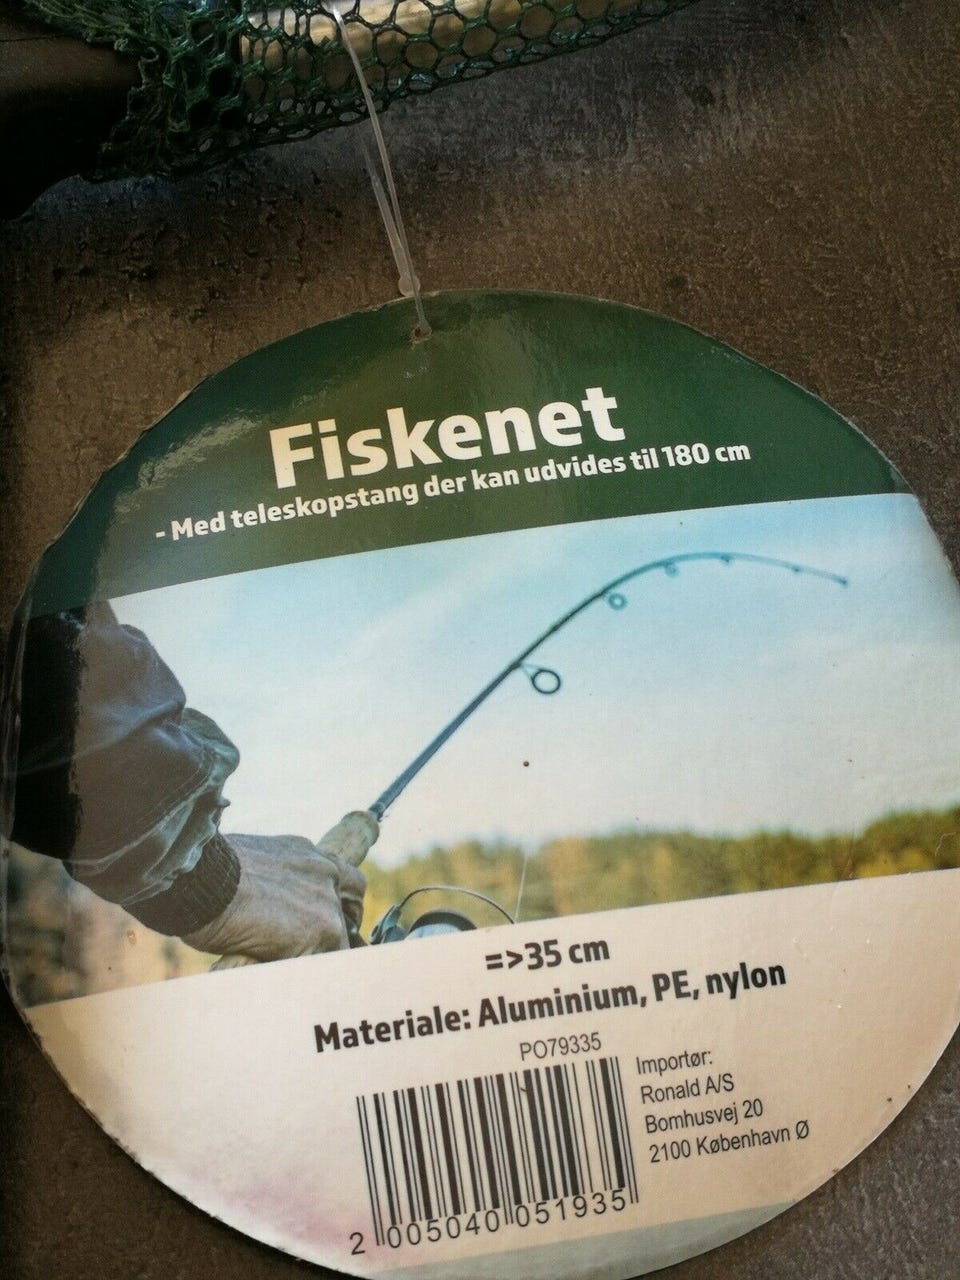 Fiskenet
- Med teleskopstang der kan udvides til 180 cm
=>35 cm
Materiale: Aluminium, PE, nylon
PO79335
Importør:
Ronald A/S
Bomhusvej 20
2100 København Ø
2 005040 051935